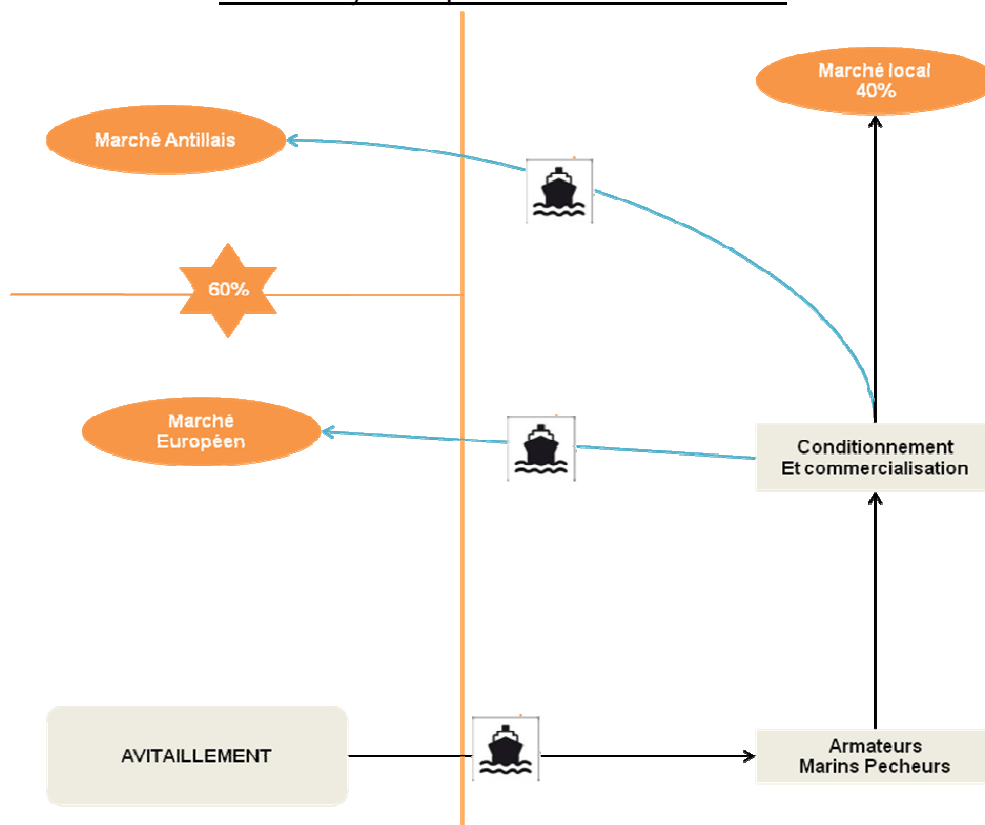 Marché local
40%
Marché Antillais
60%
Marché
Européen
Conditionnement
Et commercialisation
AVITAILLEMENT
Armateurs
Marins Pecheurs